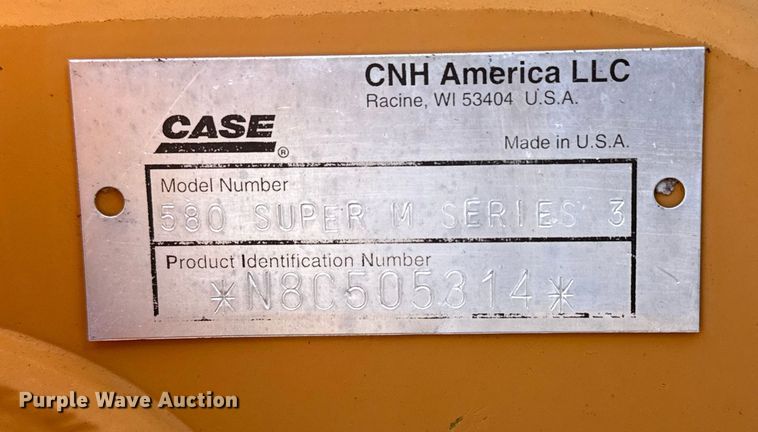 CNH America LLC
Racine, WI 53404 U.S.A.
CASE
®
Made in U.S.A.
Model Number
580 SUPER M SERIES 3
Product Identification Number
*N8C505314*
Purple Wave Auction